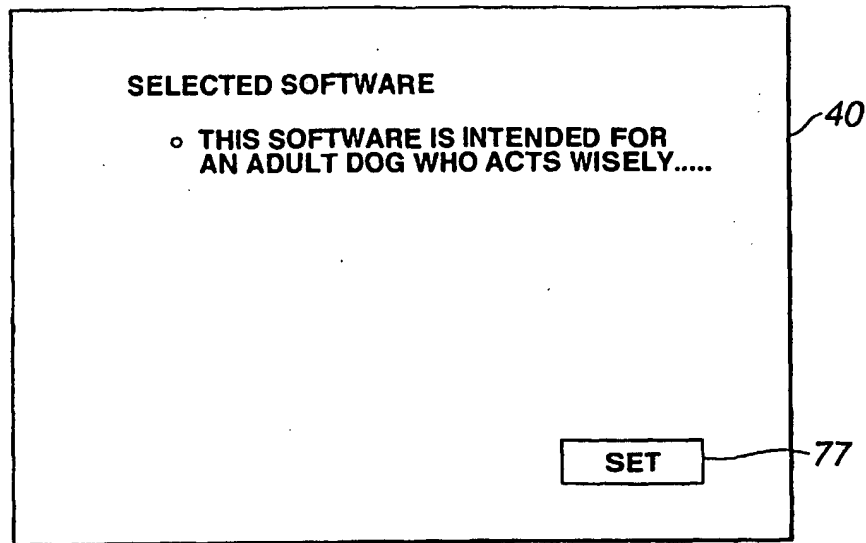 SELECTED SOFTWARE
THIS SOFTWARE IS INTENDED FOR
AN ADULT DOG WHO ACTS WISELY.....
40
SET
77